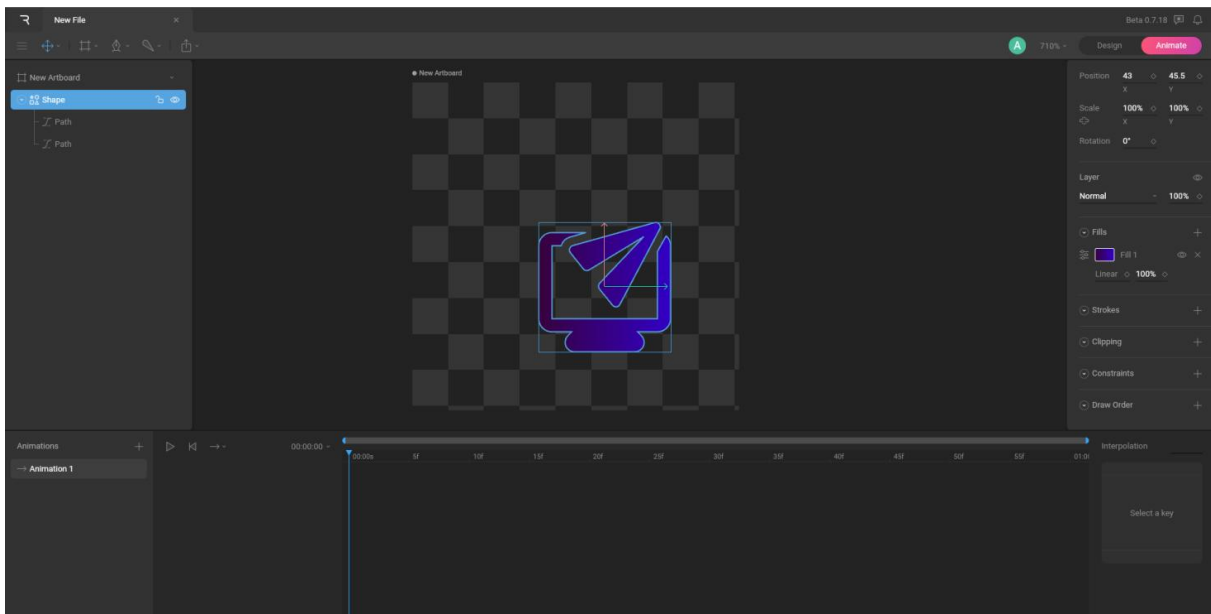 New File
Beta 0.7.18
A
710%
Design
Animate
New Artboard
Shape
Path
Path
New Artboard
Position 43 45.5
X Y
Scale 100% 100%
X Y
Rotation 0°
Layer
Normal 100%
Fills
Fill 1
Linear 100%
Strokes
Clipping
Constraints
Draw Order
Animations
Animation 1
00:00:00
00:00s 5f 10f 15f 20f 25f 30f 35f 40f 45f 50f 55f
Interpolation
Select a key